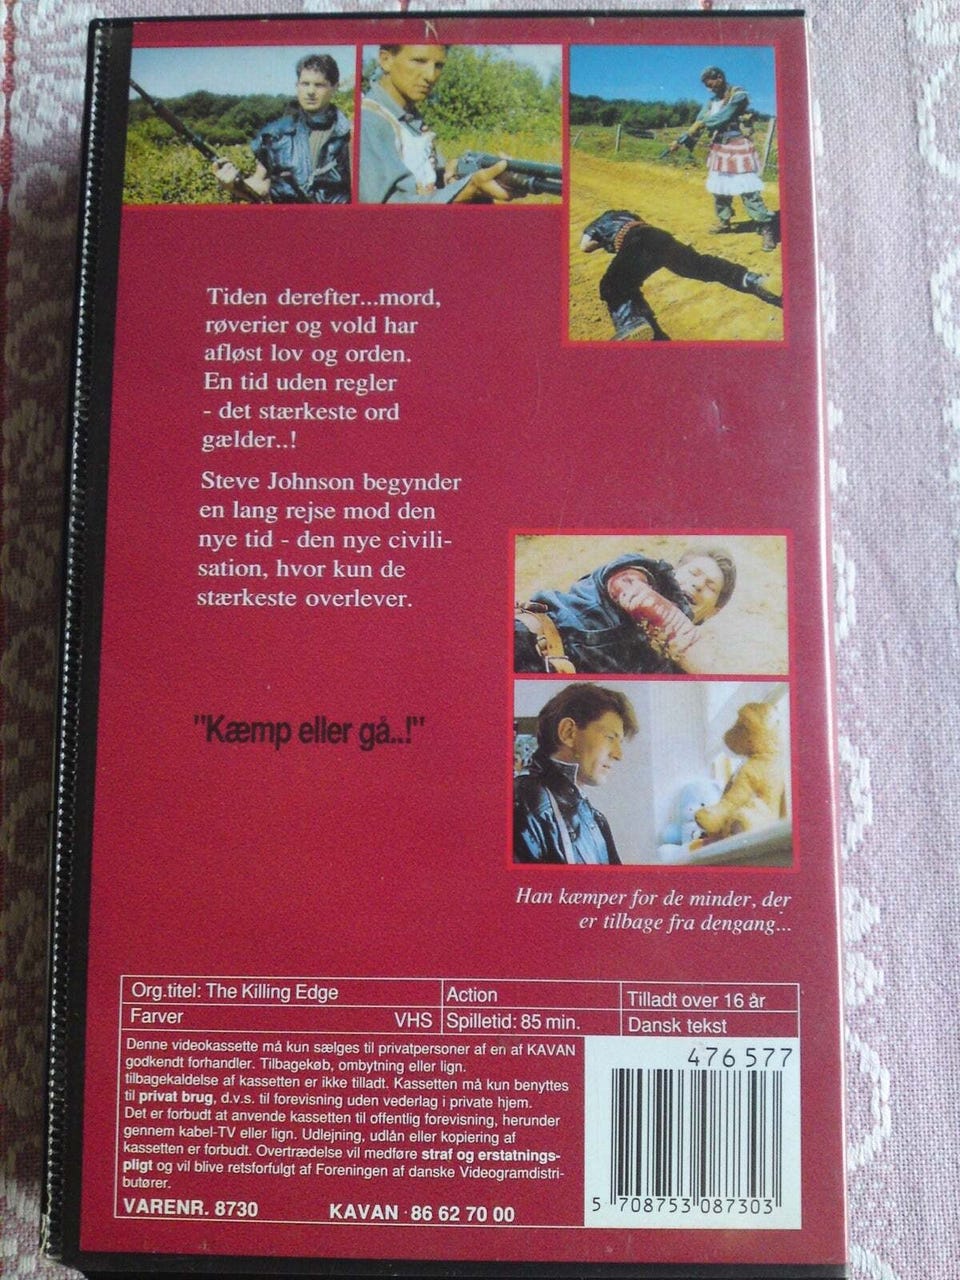 Tiden derefter...mord,
røverier og vold har
afløst lov og orden.
En tid uden regler
- det stærkeste ord
gælder..!
Steve Johnson begynder
en lang rejse mod den
nye tid - den nye civili-
sation, hvor kun de
stærkeste overlever.
"Kæmp eller gå..!"
Han kæmper for de minder, der
er tilbage fra dengang...
Org.titel: The Killing Edge
Action
Tilladt over 16 år
Farver VHS
Spilletid: 85 min.
Dansk tekst
Denne videokassette må kun sælges til privatpersoner af en af KAVAN
godkendt forhandler. Tilbagekøb, ombytning eller lign.
tilbagekaldelse af kassetten er ikke tilladt. Kassetten må kun benyttes
til privat brug, d.v.s. til forevisning uden vederlag i private hjem.
Det er forbudt at anvende kassetten til offentlig forevisning, herunder
gennem kabel-TV eller lign. Udlejning, udlån eller kopiering af
kassetten er forbudt. Overtrædelse vil medføre straf og erstatnings-
pligt og vil blive retsforfulgt af Foreningen af danske Videogramdistri-
butører.
VARENR. 8730
KAVAN · 86 62 70 00
476577
5 708753 087303